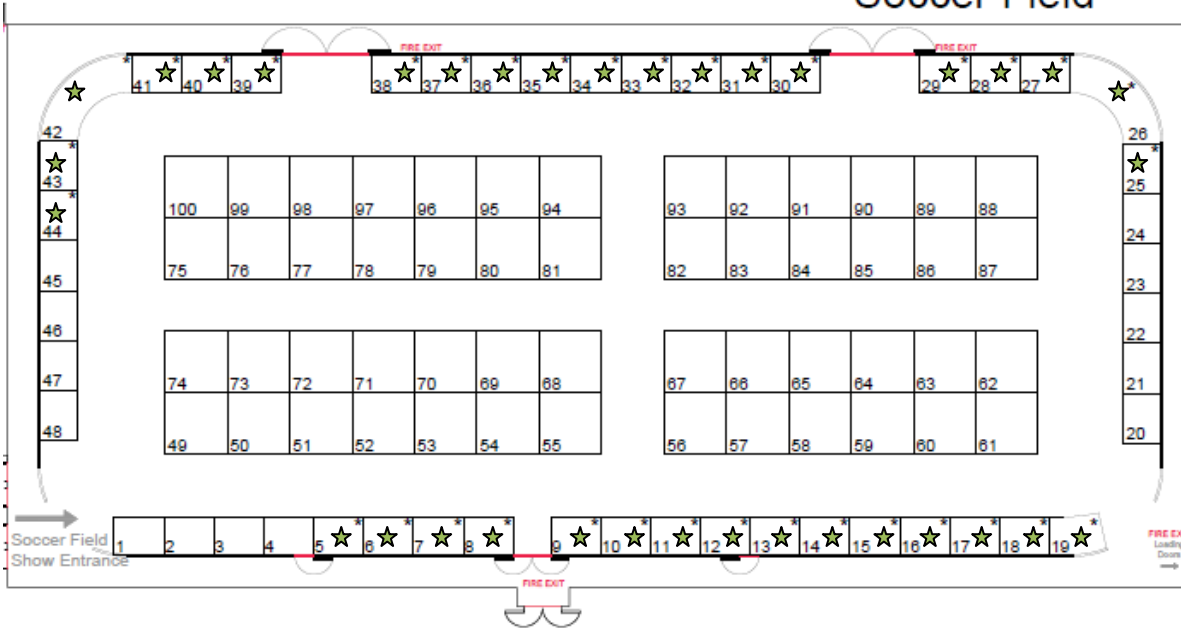 Soccer Field
FIRE EXIT FIRE EXIT
* 41 * 40 * 39 * 38 * 37 * 36 * 35 * 34 * 33 * 32 * 31 * 30 * 29 * 28 * 27 *
*
42 26
* *
43 25
*
44 24
45 23
46 22
47 21
48 20
100 99 98 97 96 95 94 93 92 91 90 89 88
75 76 77 78 79 80 81 82 83 84 85 86 87
74 73 72 71 70 69 68 67 66 65 64 63 62
49 50 51 52 53 54 55 56 57 58 59 60 61
1 2 3 4 5 * 6 * 7 * 8 * 9 * 10 * 11 * 12 * 13 * 14 * 15 * 16 * 17 * 18 * 19 *
Soccer Field
Show Entrance
FIRE EXIT
Loading
Doors